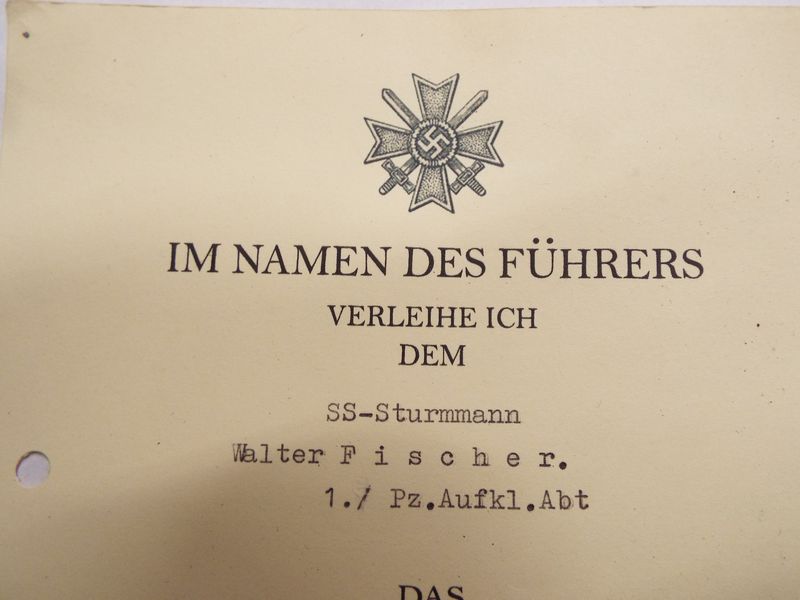 IM NAMEN DES FÜHRERS
VERLEIHE ICH
DEM
SS-Sturmmann
Walter F i s c h e r.
1./ Pz.Aufkl.Abt
DAS